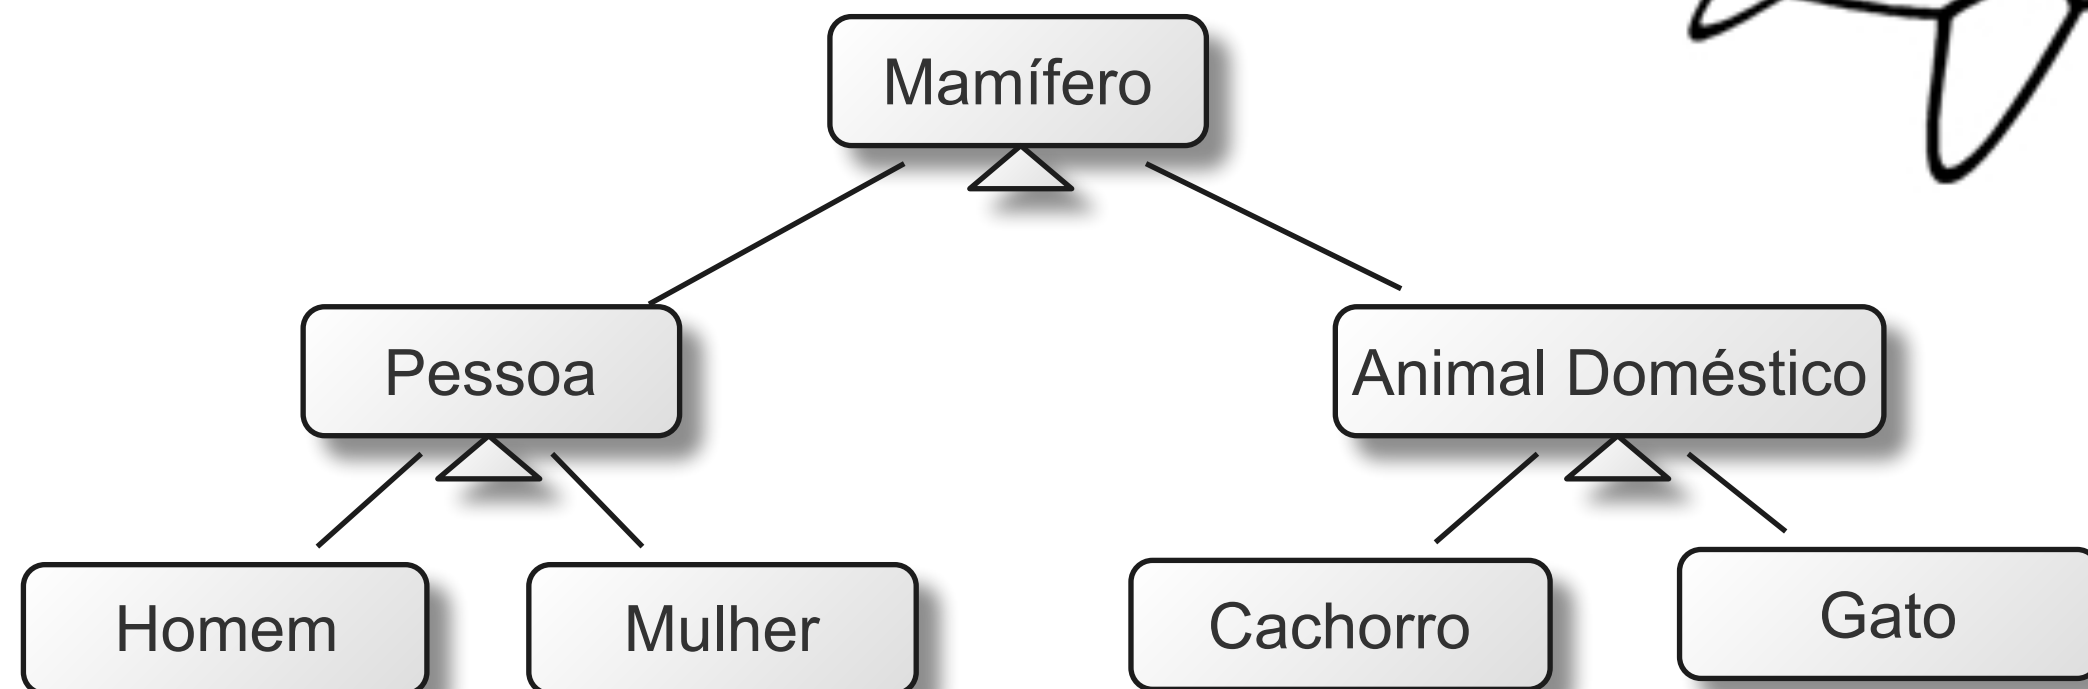 Mamífero
Pessoa
Animal Doméstico
Homem
Mulher
Cachorro
Gato